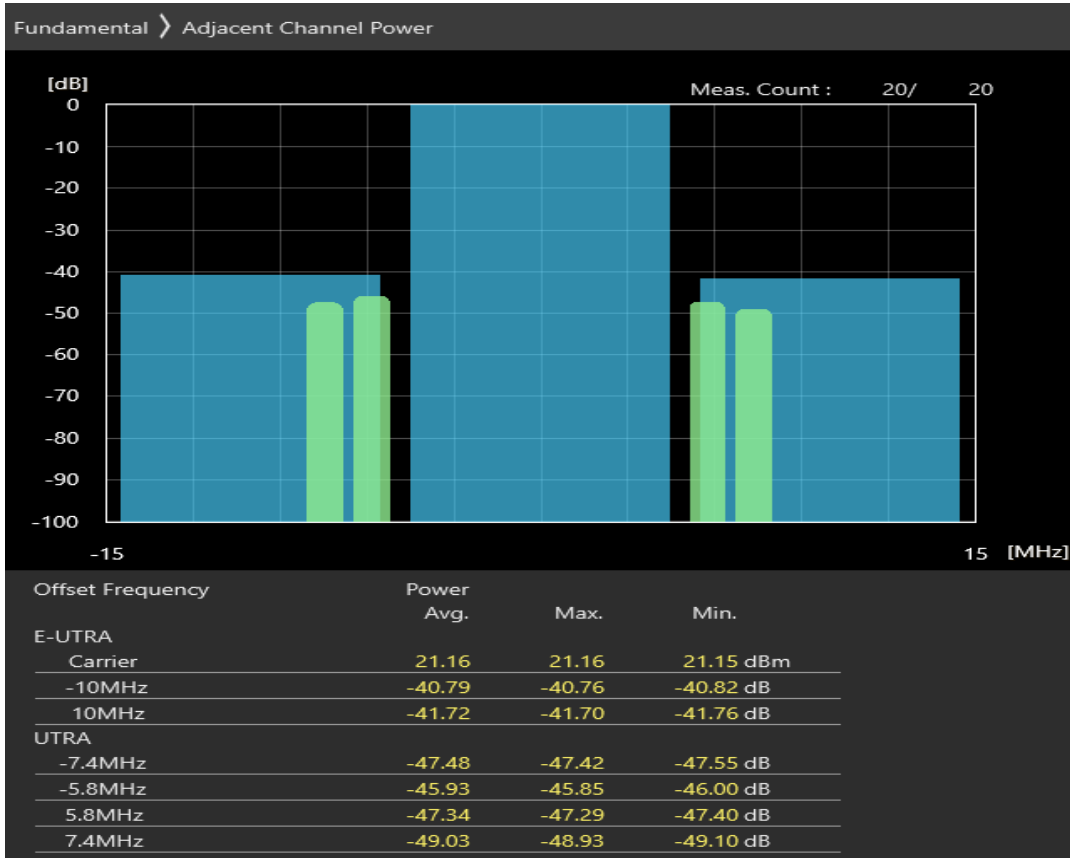 Fundamental 〉 Adjacent Channel Power
[dB]
Meas. Count : 20/ 20
0
-10
-20
-30
-40
-50
-60
-70
-80
-90
-100
-15 15 [MHz]
Offset Frequency Power
Avg. Max. Min.
E-UTRA
Carrier 21.16 21.16 21.15 dBm
-10MHz -40.79 -40.76 -40.82 dB
10MHz -41.72 -41.70 -41.76 dB
UTRA
-7.4MHz -47.48 -47.42 -47.55 dB
-5.8MHz -45.93 -45.85 -46.00 dB
5.8MHz -47.34 -47.29 -47.40 dB
7.4MHz -49.03 -48.93 -49.10 dB